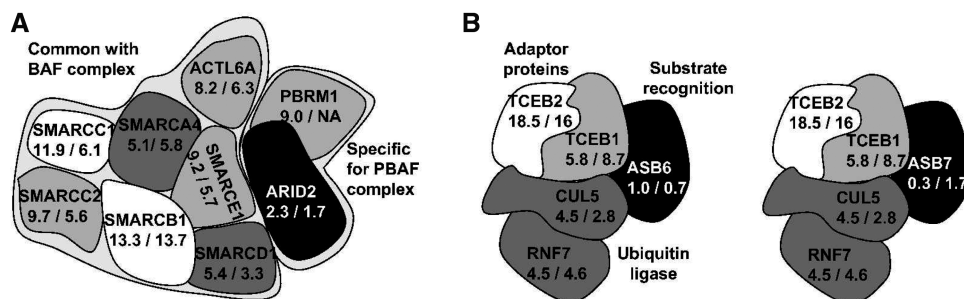 A
Common with
BAF complex
ACTL6A
8.2 / 6.3
PBRM1
9.0 / NA
SMARCC1
11.9 / 6.1
SMARCA4
5.1/ 5.8
SMARCE1
9.2 / 5.7
Specific
for PBAF
complex
ARID2
2.3 / 1.7
SMARCC2
9.7 / 5.6
SMARCB1
13.3 / 13.7
SMARCD1
5.4 / 3.3
B
Adaptor
proteins
Substrate
recognition
TCEB2
18.5 / 16
TCEB1
5.8 / 8.7
ASB6
1.0 / 0.7
CUL5
4.5 / 2.8
RNF7
4.5 / 4.6
Ubiquitin
ligase
TCEB2
18.5 / 16
TCEB1
5.8 / 8.7
ASB7
0.3 / 1.7
CUL5
4.5 / 2.8
RNF7
4.5 / 4.6